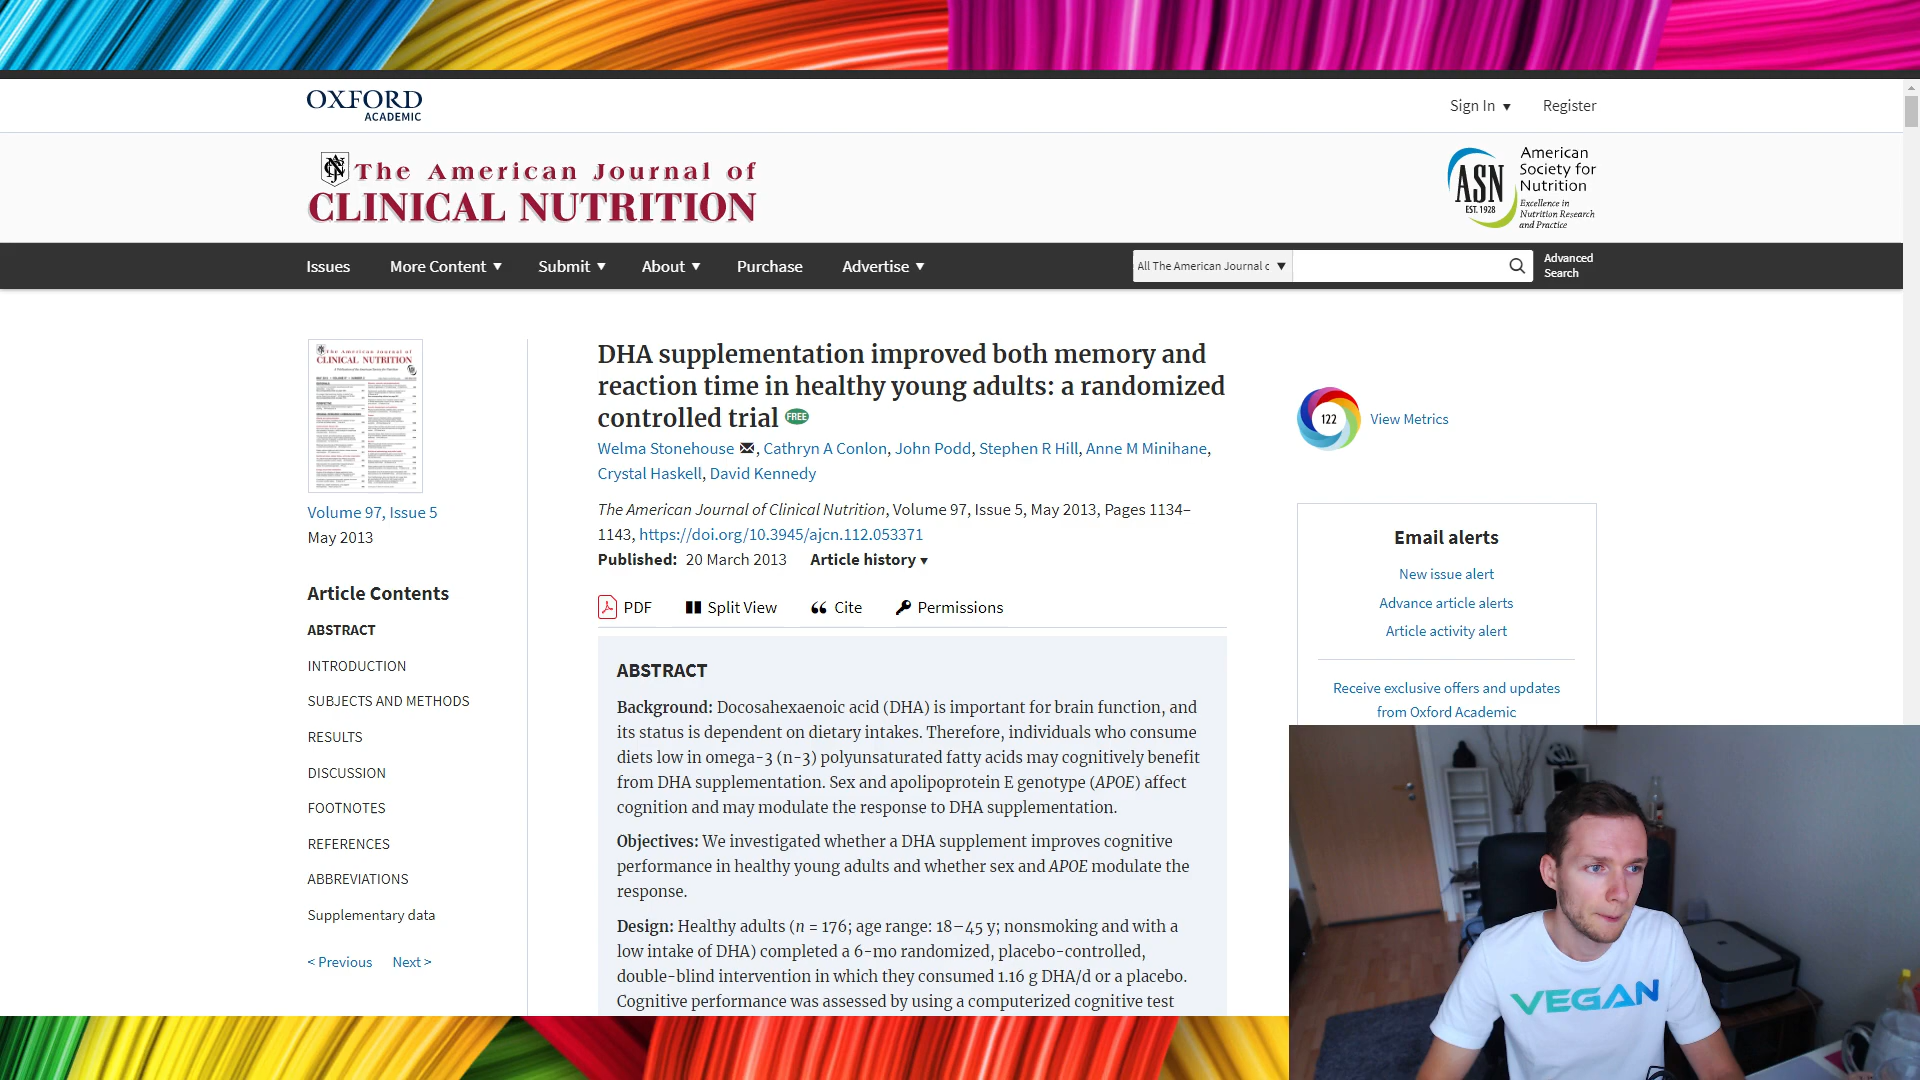 OXFORD
ACADEMIC
Sign In ▼
Register
The American Journal of
CLINICAL NUTRITION
ASN
EST. 1928
American
Society for
Nutrition
Excellence in
Nutrition Research
and Practice
Issues
More Content ▼
Submit ▼
About ▼
Purchase
Advertise ▼
All The American Journal c ▼
Advanced
Search
The American Journal of
CLINICAL NUTRITION
Volume 97, Issue 5
May 2013
Article Contents
ABSTRACT
INTRODUCTION
SUBJECTS AND METHODS
RESULTS
DISCUSSION
FOOTNOTES
REFERENCES
ABBREVIATIONS
Supplementary data
< Previous Next >
DHA supplementation improved both memory and
reaction time in healthy young adults: a randomized
controlled trial FREE
Welma Stonehouse, Cathryn A Conlon, John Podd, Stephen R Hill, Anne M Minihane,
Crystal Haskell, David Kennedy
The American Journal of Clinical Nutrition, Volume 97, Issue 5, May 2013, Pages 1134–
1143, https://doi.org/10.3945/ajcn.112.053371
Published: 20 March 2013 Article history ▾
PDF
Split View
Cite
Permissions
ABSTRACT
Background: Docosahexaenoic acid (DHA) is important for brain function, and
its status is dependent on dietary intakes. Therefore, individuals who consume
diets low in omega-3 (n-3) polyunsaturated fatty acids may cognitively benefit
from DHA supplementation. Sex and apolipoprotein E genotype (APOE) affect
cognition and may modulate the response to DHA supplementation.
Objectives: We investigated whether a DHA supplement improves cognitive
performance in healthy young adults and whether sex and APOE modulate the
response.
Design: Healthy adults (n = 176; age range: 18–45 y; nonsmoking and with a
low intake of DHA) completed a 6-mo randomized, placebo-controlled,
double-blind intervention in which they consumed 1.16 g DHA/d or a placebo.
Cognitive performance was assessed by using a computerized cognitive test
122
View Metrics
Email alerts
New issue alert
Advance article alerts
Article activity alert
Receive exclusive offers and updates
from Oxford Academic
VEGAN